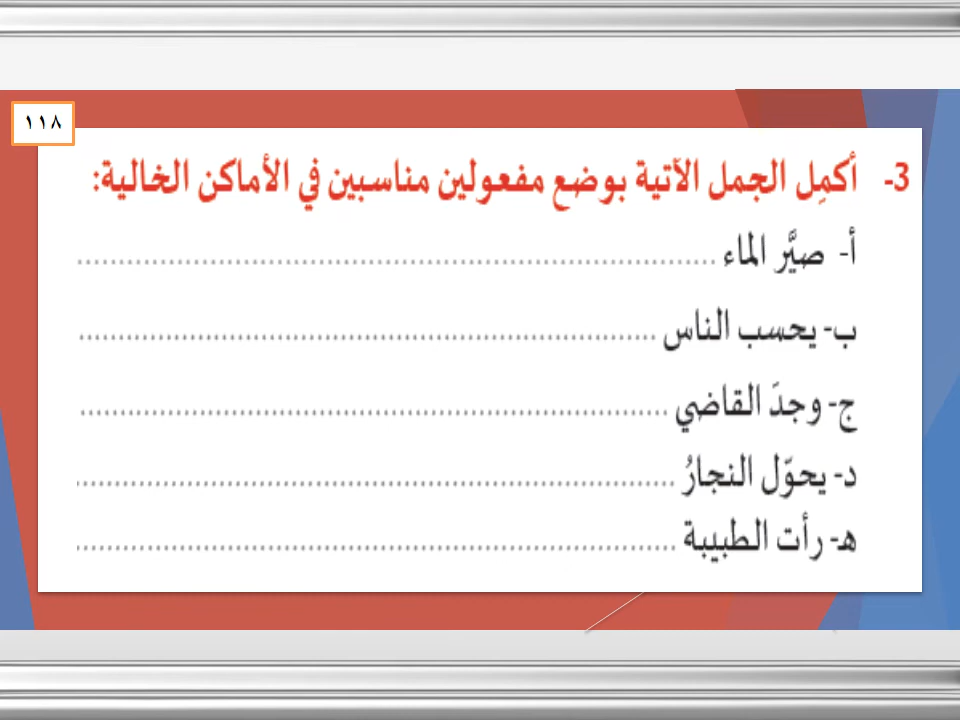 ١١٨
3- أكمِل الجمل الآتية بوضع مفعولين مناسبين في الأماكن الخالية:
أ- صيَّر الماء ........................................
ب- يحسب الناس ........................................
ج- وجدَ القاضي ........................................
د- يحوّل النجارُ ........................................
هـ- رأت الطبيبة ........................................